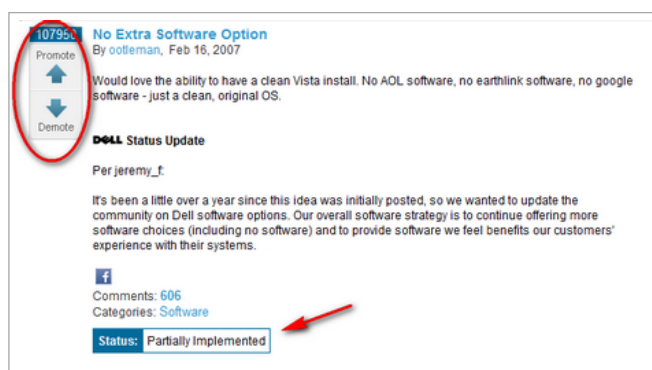 107950
Promote
Demote
No Extra Software Option
By ootleman, Feb 16, 2007
Would love the ability to have a clean Vista install. No AOL software, no earthlink software, no google
software - just a clean, original OS.
DELL Status Update
Per jeremy_f:
It's been a little over a year since this idea was initially posted, so we wanted to update the
community on Dell software options. Our overall software strategy is to continue offering more
software choices (including no software) and to provide software we feel benefits our customers'
experience with their systems.
f
Comments: 606
Categories: Software
Status: Partially Implemented